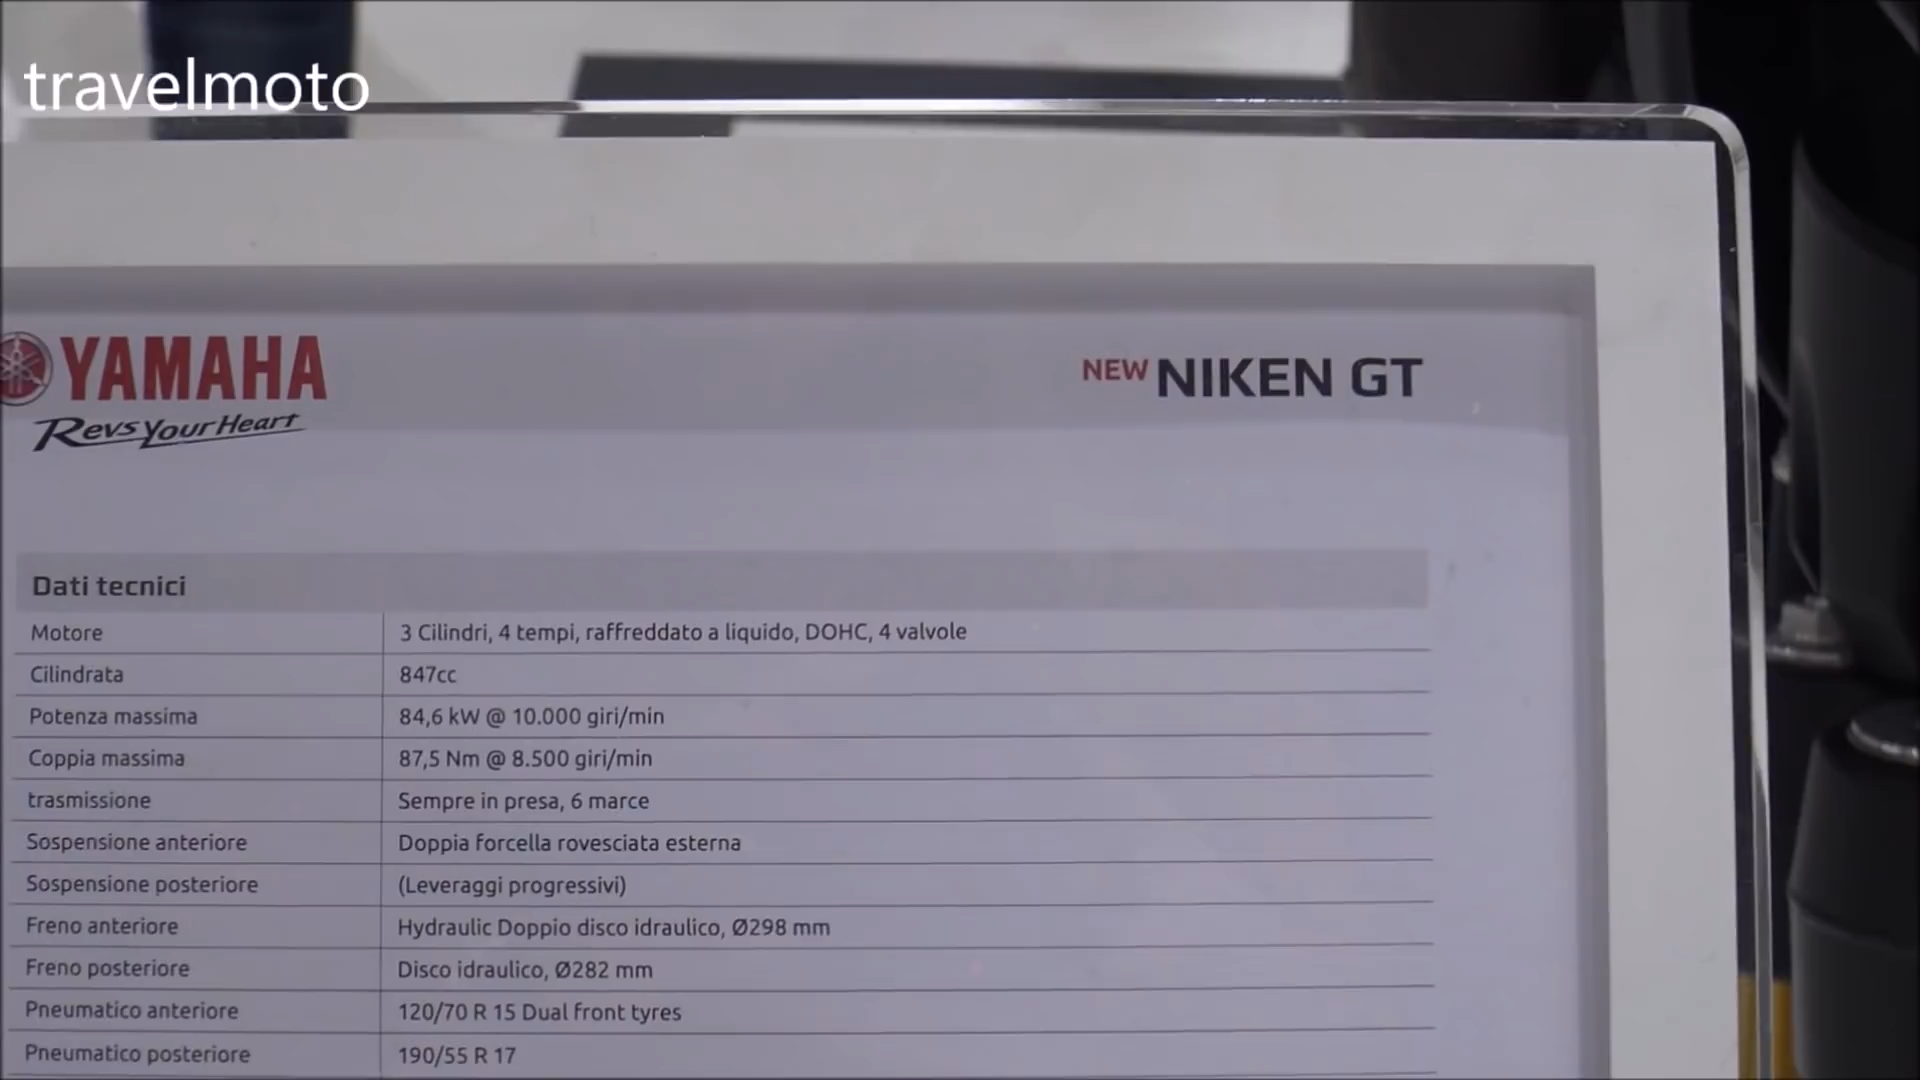 travelmoto
YAMAHA
Revs Your Heart
NEW NIKEN GT
Dati tecnici
Motore 3 Cilindri, 4 tempi, raffreddato a liquido, DOHC, 4 valvole
Cilindrata 847cc
Potenza massima 84,6 kW @ 10.000 giri/min
Coppia massima 87,5 Nm @ 8.500 giri/min
trasmissione Sempre in presa, 6 marce
Sospensione anteriore Doppia forcella rovesciata esterna
Sospensione posteriore (Leveraggi progressivi)
Freno anteriore Hydraulic Doppio disco idraulico, Ø298 mm
Freno posteriore Disco idraulico, Ø282 mm
Pneumatico anteriore 120/70 R 15 Dual front tyres
Pneumatico posteriore 190/55 R 17